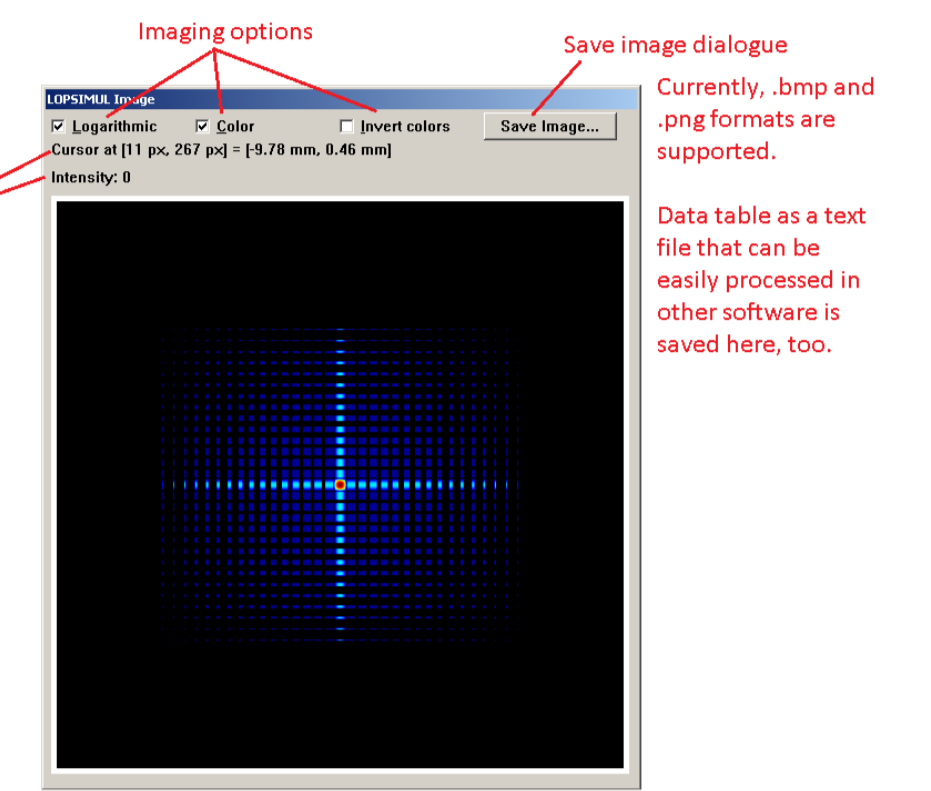 Imaging options
Save image dialogue
LOPSIMUL Image
Logarithmic
Color
Invert colors
Save Image...
Cursor at [11 px, 267 px] = [-9.78 mm, 0.46 mm]
Intensity: 0
Currently, .bmp and
.png formats are
supported.
Data table as a text
file that can be
easily processed in
other software is
saved here, too.